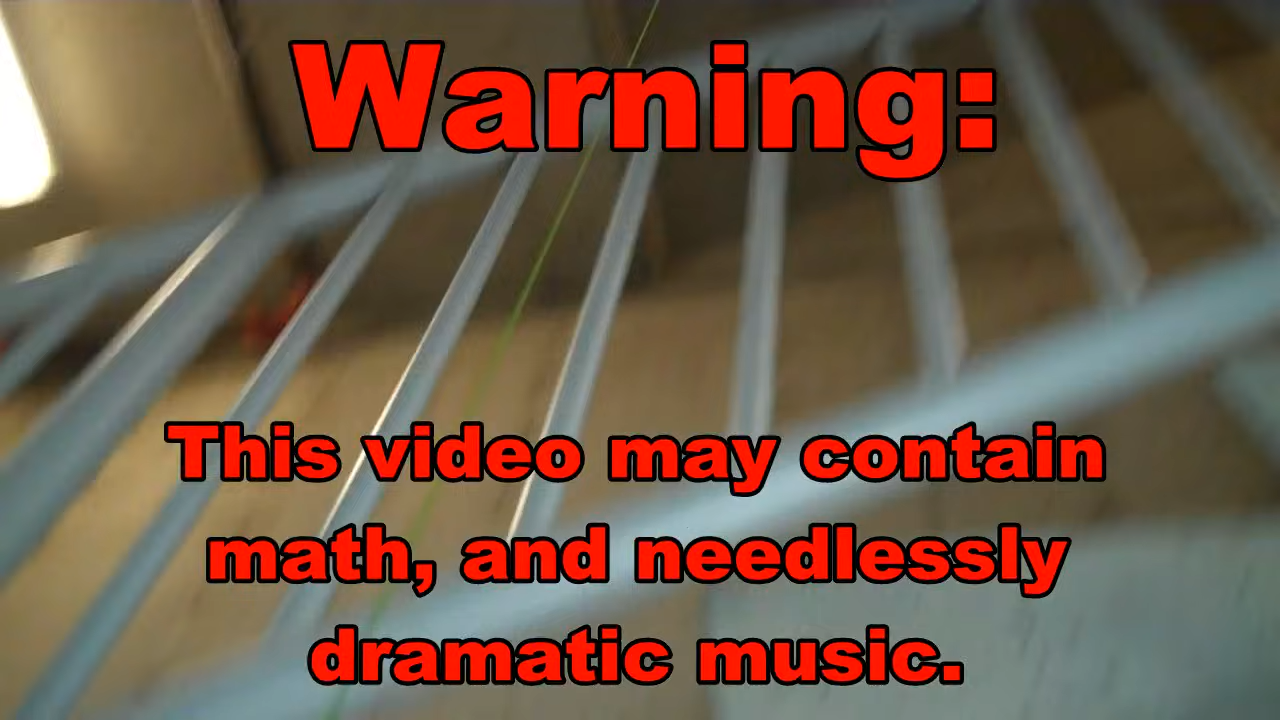 Warning:
This video may contain
math, and needlessly
dramatic music.